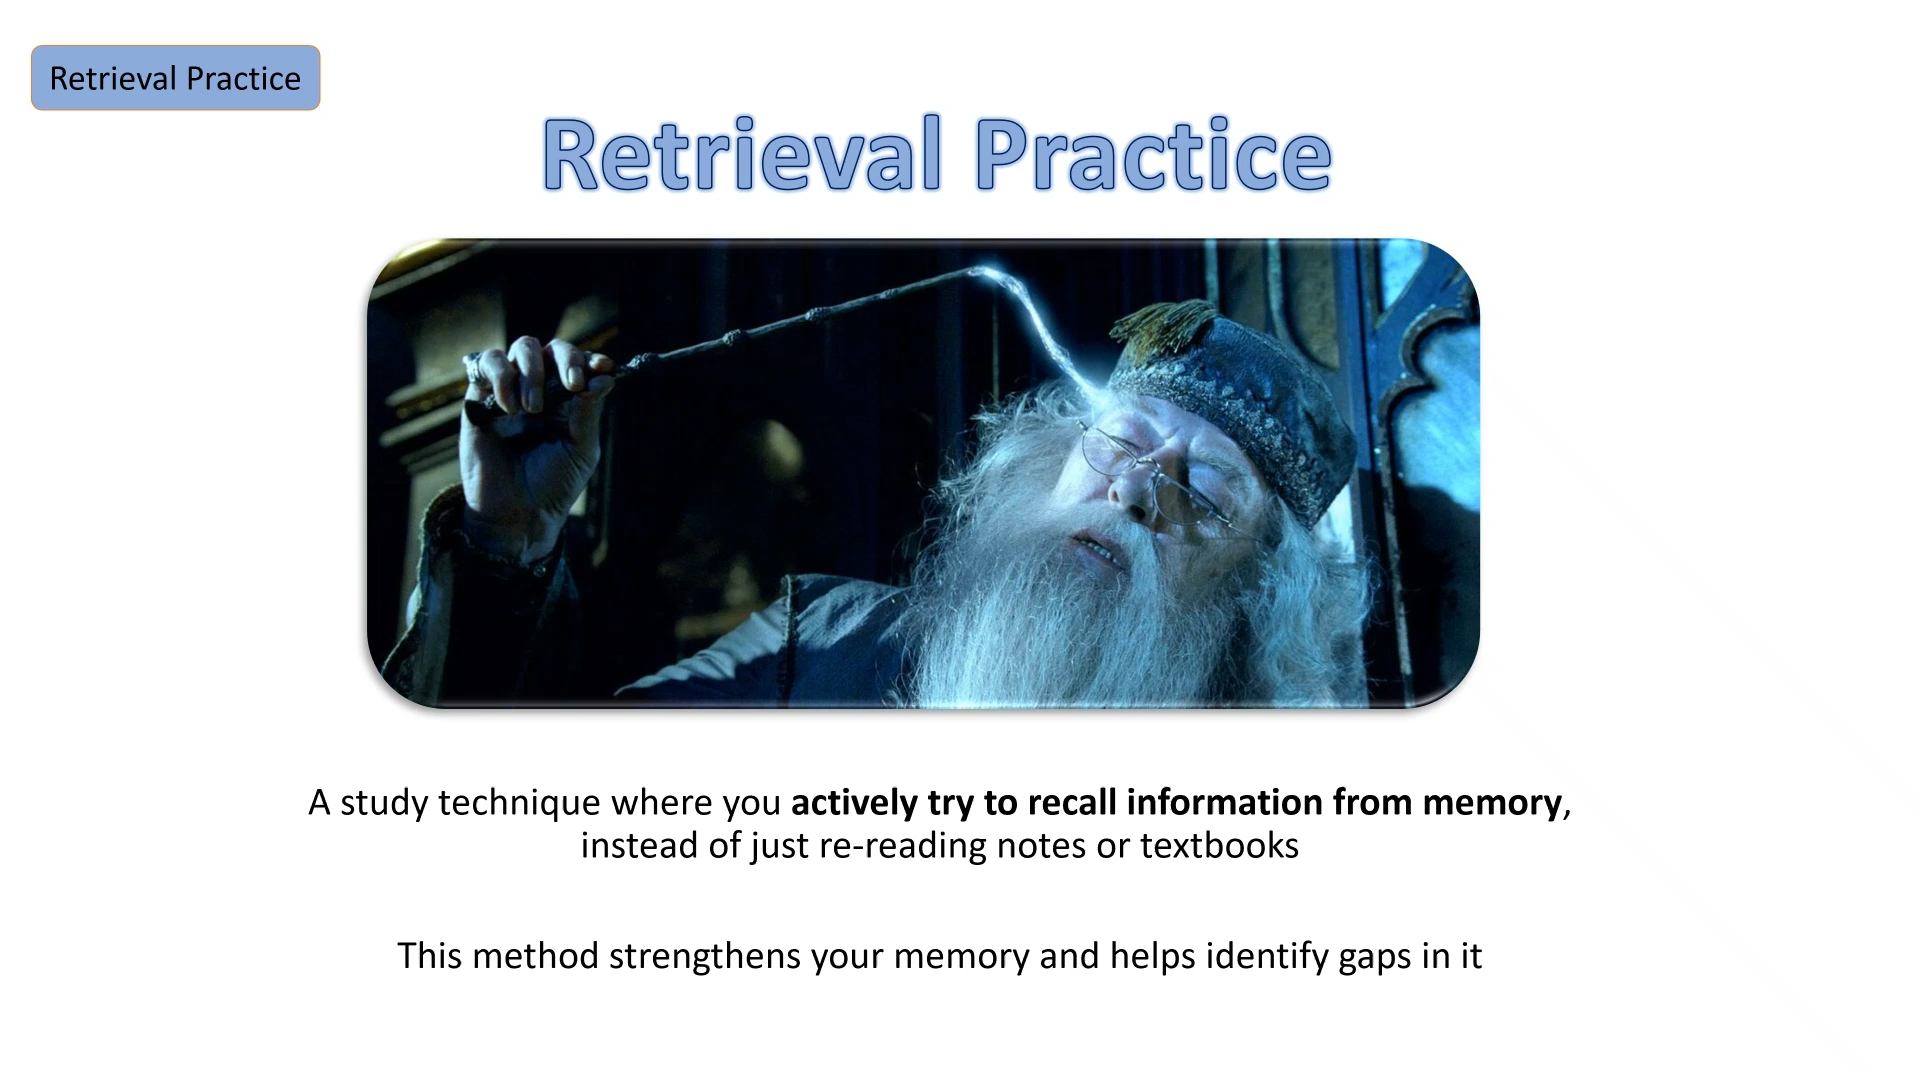 Retrieval Practice
Retrieval Practice
A study technique where you actively try to recall information from memory,
instead of just re-reading notes or textbooks
This method strengthens your memory and helps identify gaps in it